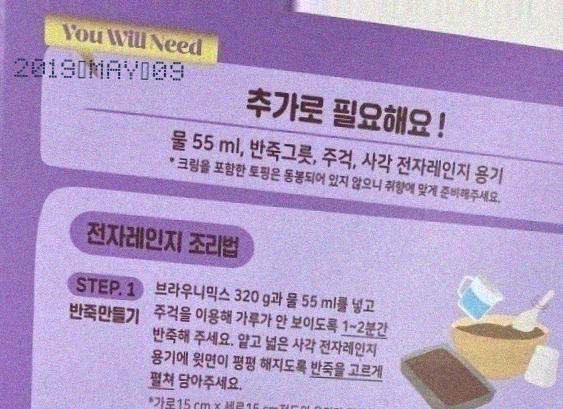 You Will Need
2019 MAY 09
추가로 필요해요!
물 55 ml, 반죽그릇, 주걱, 사각 전자레인지 용기
* 크림을 포함한 토핑은 동봉되어 있지 않으니 취향에 맞게 준비해주세요.
전자레인지 조리법
STEP. 1
반죽만들기
브라우니믹스 320 g과 물 55 ml를 넣고
주걱을 이용해 가루가 안 보이도록 1~2분간
반죽해 주세요. 얕고 넓은 사각 전자레인지
용기에 윗면이 평평 해지도록 반죽을 고르게
펼쳐 담아주세요.
*가로15 cm x 세로15 cm